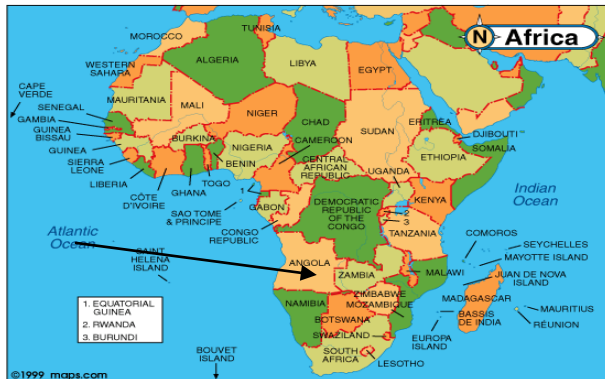 N Africa
TUNISIA
MOROCCO
ALGERIA
LIBYA
EGYPT
WESTERN
SAHARA
CAPE
VERDE
MAURITANIA
MALI
NIGER
CHAD
SUDAN
ERITREA
DJIBOUTI
SOMALIA
SENEGAL
GAMBIA
GUINEA
BISSAU
GUINEA
SIERRA
LEONE
LIBERIA
CÔTE
D'IVOIRE
GHANA
TOGO
BENIN
BURKINA
NIGERIA
CAMEROON
CENTRAL
AFRICAN
REPUBLIC
ETHIOPIA
UGANDA
KENYA
1
GABON
SAO TOME
& PRINCIPE
CONGO
REPUBLIC
DEMOCRATIC
REPUBLIC
OF THE
CONGO
2
3
TANZANIA
Indian
Ocean
Atlantic
Ocean
SAINT
HELENA
ISLAND
ANGOLA
ZAMBIA
MALAWI
COMOROS
SEYCHELLES
MAYOTTE ISLAND
JUAN DE NOVA
ISLAND
MADAGASCAR
MAURITIUS
RÉUNION
BASSIS
DE INDIA
EUROPA
ISLAND
ZIMBABWE
MOZAMBIQUE
NAMIBIA
BOTSWANA
SWAZILAND
SOUTH
AFRICA
LESOTHO
1. EQUATORIAL
GUINEA
2. RWANDA
3. BURUNDI
BOUVET
ISLAND
©1999 maps.com